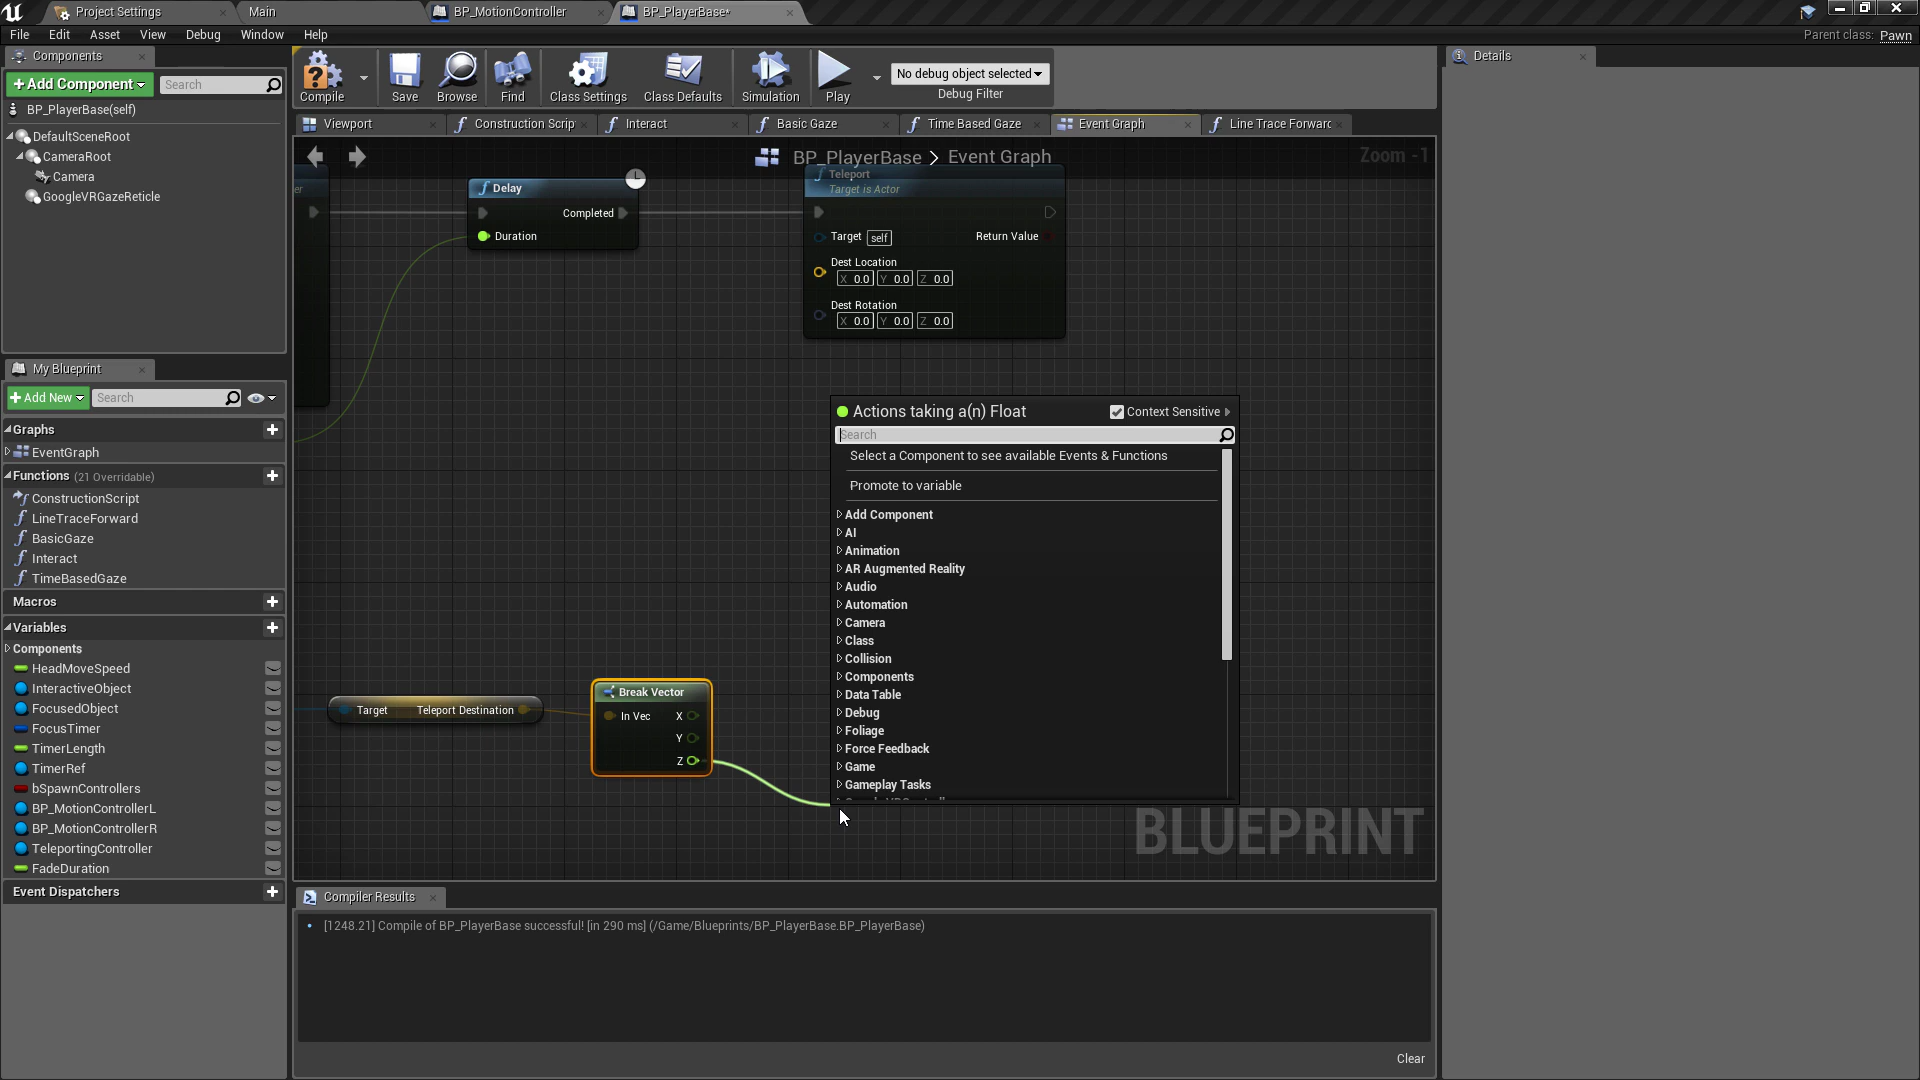 Project Settings
Main
BP_MotionController
BP_PlayerBase*
File Edit Asset View Debug Window Help
Parent class: Pawn
Components
+ Add Component
Search
BP_PlayerBase(self)
DefaultSceneRoot
CameraRoot
Camera
GoogleVRGazeReticle
My Blueprint
+ Add New
Search
Graphs
EventGraph
Functions (21 Overridable)
ConstructionScript
LineTraceForward
BasicGaze
Interact
TimeBasedGaze
Macros
Variables
Components
HeadMoveSpeed
InteractiveObject
FocusedObject
FocusTimer
TimerLength
TimerRef
bSpawnControllers
BP_MotionControllerL
BP_MotionControllerR
TeleportingController
FadeDuration
Event Dispatchers
Compile
Save
Browse
Find
Class Settings
Class Defaults
Simulation
Play
No debug object selected
Debug Filter
Viewport
Construction Scrip
Interact
Basic Gaze
Time Based Gaze
Event Graph
Line Trace Forward
BP_PlayerBase > Event Graph
Zoom -1
er
Delay
Completed
Duration
Teleport
Target is Actor
Target self
Return Value
Dest Location
X 0.0 Y 0.0 Z 0.0
Dest Rotation
X 0.0 Y 0.0 Z 0.0
Target Teleport Destination
Break Vector
In Vec X
Y
Z
Actions taking a(n) Float
Context Sensitive
Search
Select a Component to see available Events & Functions
Promote to variable
Add Component
AI
Animation
AR Augmented Reality
Audio
Automation
Camera
Class
Collision
Components
Data Table
Debug
Foliage
Force Feedback
Game
Gameplay Tasks
BLUEPRINT
Compiler Results
[1248.21] Compile of BP_PlayerBase successful! [in 290 ms] (/Game/Blueprints/BP_PlayerBase.BP_PlayerBase)
Clear
Details